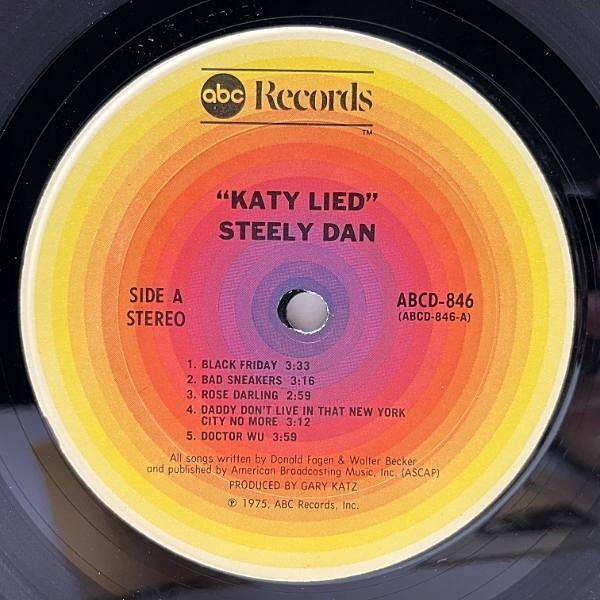 abc Records
TM
"KATY LIED"
STEELY DAN
SIDE A
STEREO
ABCD-846
(ABCD-846-A)
1. BLACK FRIDAY 3:33
2. BAD SNEAKERS 3:16
3. ROSE DARLING 2:59
4. DADDY DON'T LIVE IN THAT NEW YORK
CITY NO MORE 3:12
5. DOCTOR WU 3:59
All songs written by Donald Fagen & Walter Becker
and published by American Broadcasting Music, Inc. (ASCAP)
PRODUCED BY GARY KATZ
℗ 1975, ABC Records, Inc.